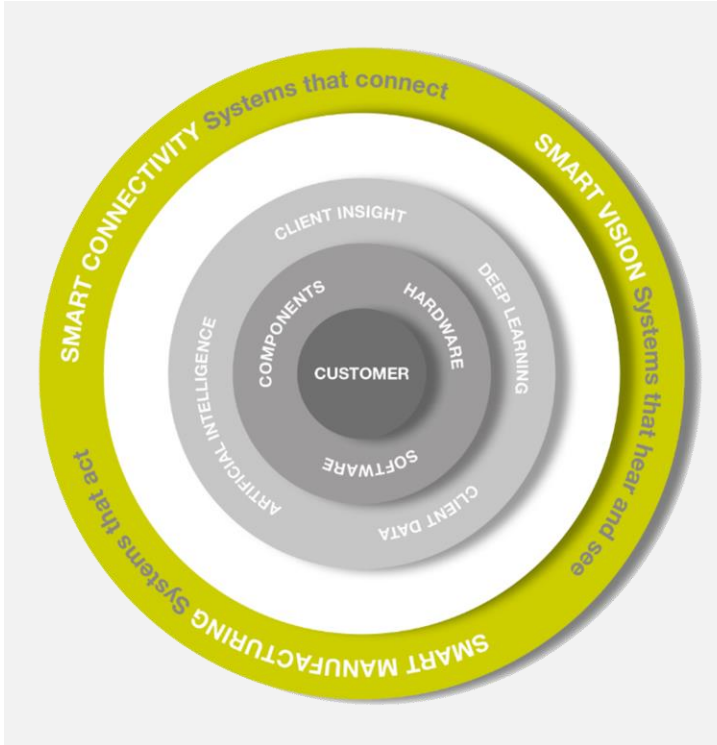 SMART CONNECTIVITY Systems that connect
SMART VISION Systems that hear and see
SMART MANUFACTURING Systems that act
CLIENT INSIGHT
DEEP LEARNING
CLIENT DATA
ARTIFICIAL INTELLIGENCE
COMPONENTS
HARDWARE
SOFTWARE
CUSTOMER